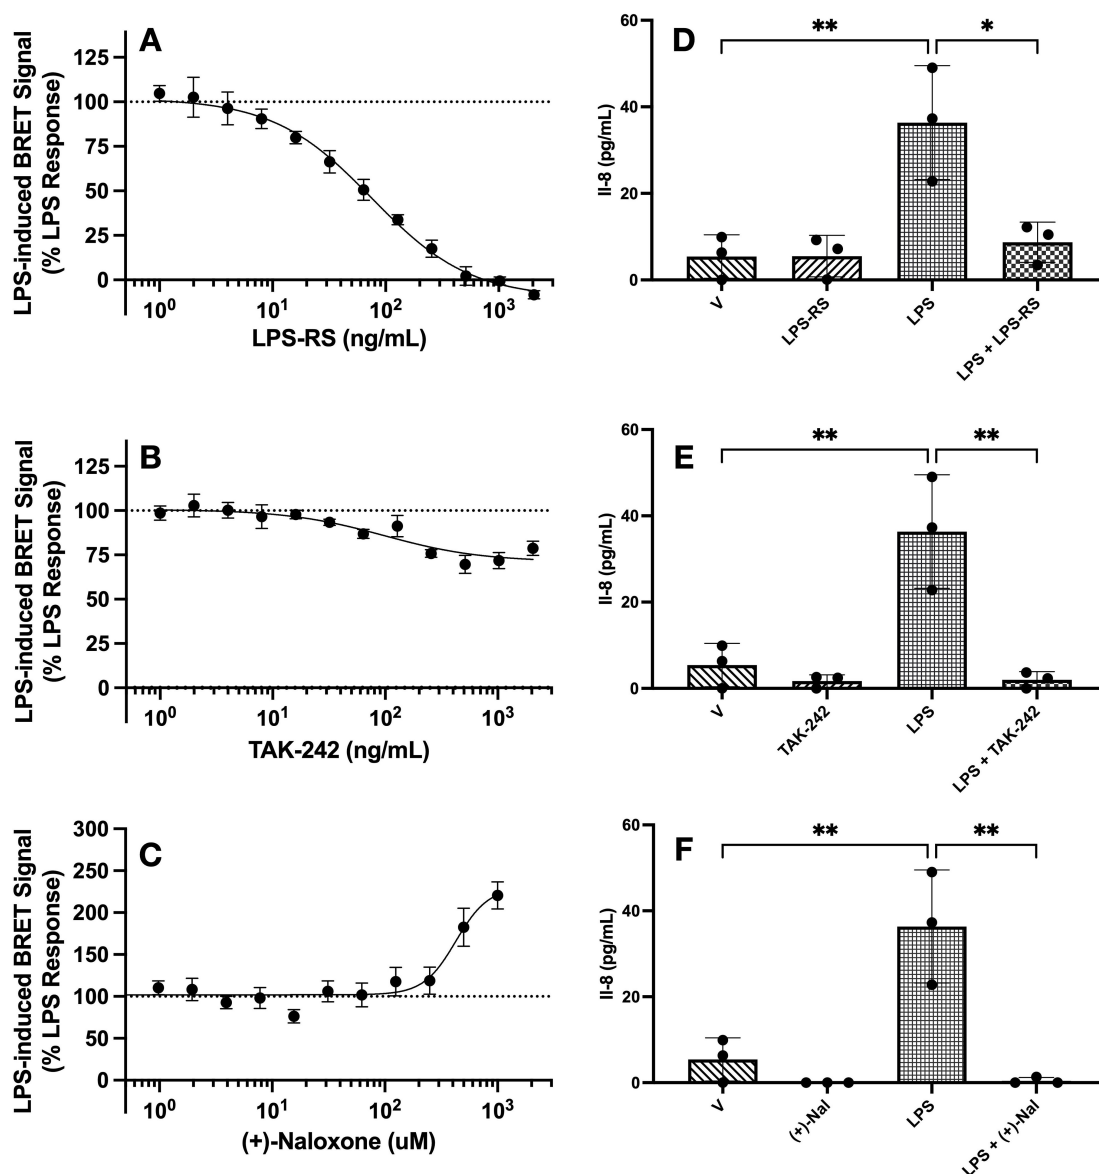 A
LPS-induced BRET Signal
(% LPS Response)
125
100
75
50
25
0
10⁰ 10¹ 10² 10³
LPS-RS (ng/mL)
D
** *
Il-8 (pg/mL)
60
40
20
0
V LPS-RS LPS LPS + LPS-RS
B
LPS-induced BRET Signal
(% LPS Response)
125
100
75
50
25
0
10⁰ 10¹ 10² 10³
TAK-242 (ng/mL)
E
** **
Il-8 (pg/mL)
60
40
20
0
V TAK-242 LPS LPS + TAK-242
C
LPS-induced BRET Signal
(% LPS Response)
300
250
200
150
100
50
0
10⁰ 10¹ 10² 10³
(+)-Naloxone (uM)
F
** **
Il-8 (pg/mL)
60
40
20
0
V (+)-Nal LPS LPS + (+)-Nal